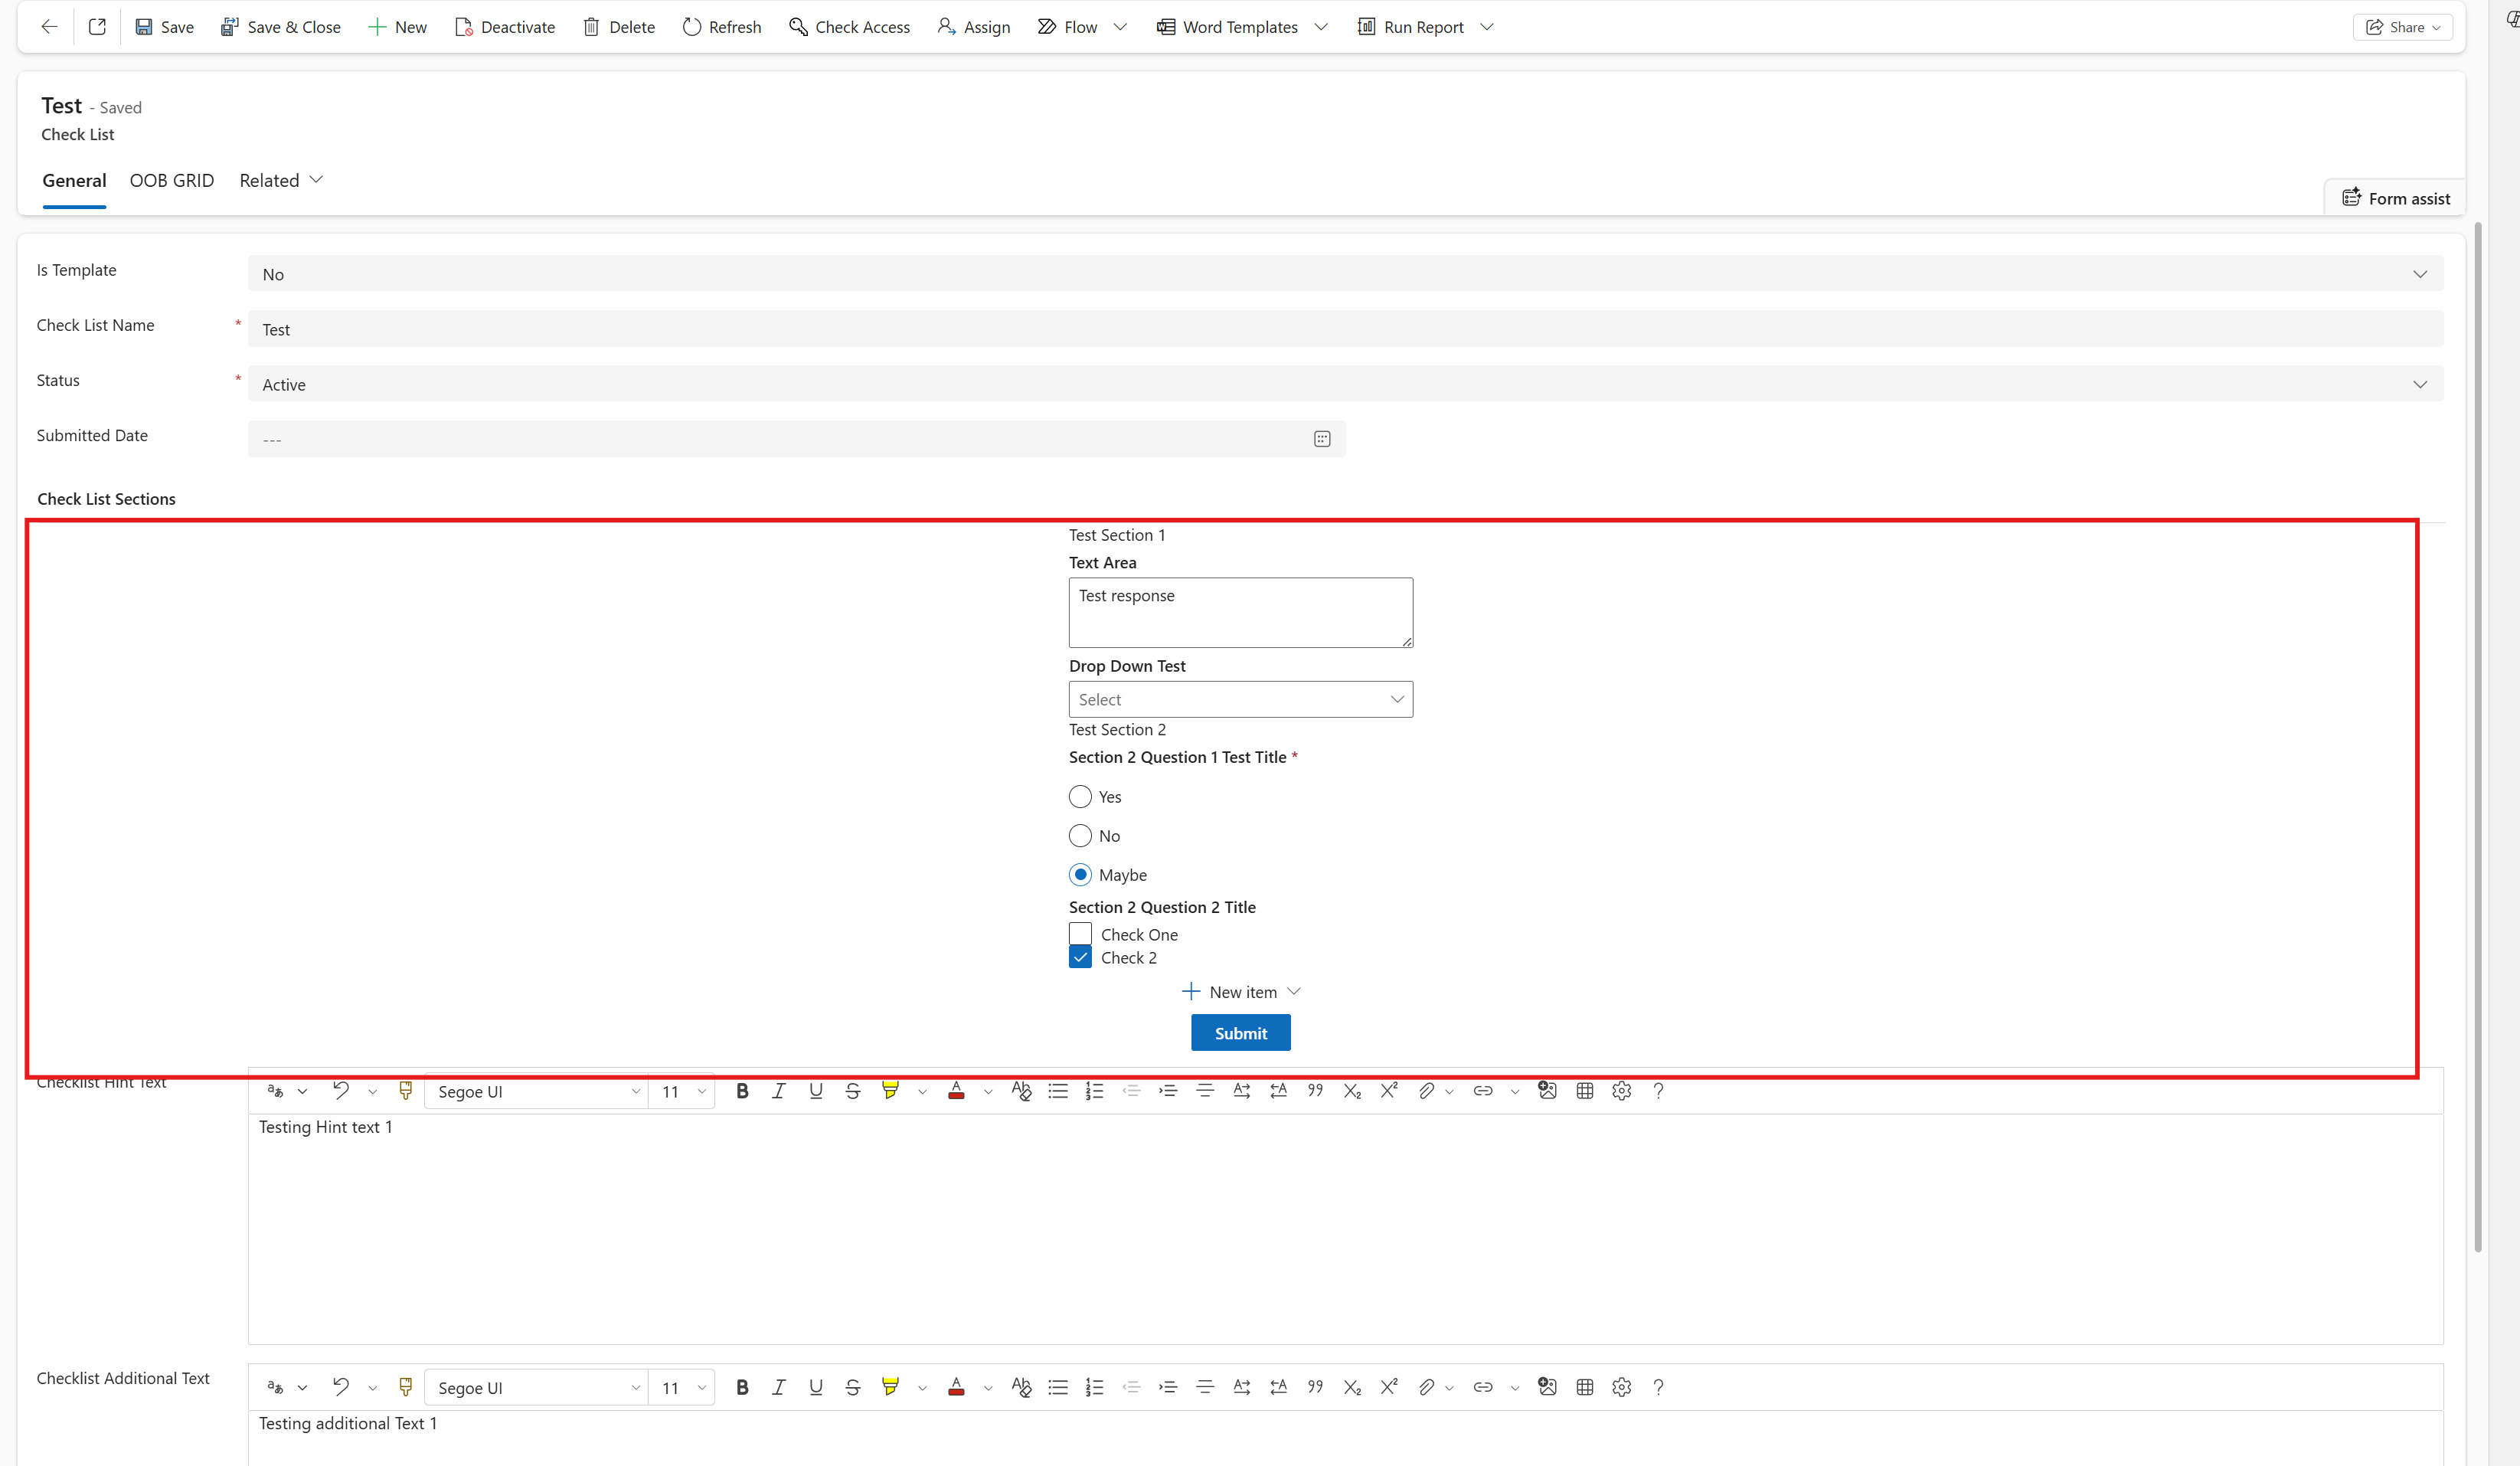 Save Save & Close New Deactivate Delete Refresh Check Access Assign Flow Word Templates Run Report Share
Test - Saved
Check List
General OOB GRID Related
Form assist
Is Template No
Check List Name * Test
Status * Active
Submitted Date ---
Check List Sections
Test Section 1
Text Area
Test response
Drop Down Test
Select
Test Section 2
Section 2 Question 1 Test Title *
Yes
No
Maybe
Section 2 Question 2 Title
Check One
Check 2
New item
Submit
Checklist Hint Text Segoe UI 11
Testing Hint text 1
Checklist Additional Text Segoe UI 11
Testing additional Text 1